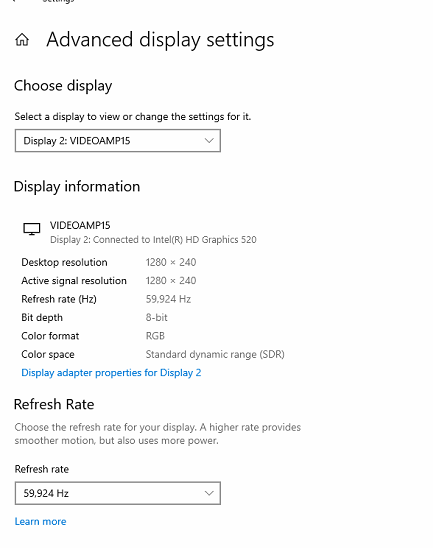 Settings
Advanced display settings
Choose display
Select a display to view or change the settings for it.
Display 2: VIDEOAMP15
Display information
VIDEOAMP15
Display 2: Connected to Intel(R) HD Graphics 520
Desktop resolution 1280 × 240
Active signal resolution 1280 × 240
Refresh rate (Hz) 59,924 Hz
Bit depth 8-bit
Color format RGB
Color space Standard dynamic range (SDR)
Display adapter properties for Display 2
Refresh Rate
Choose the refresh rate for your display. A higher rate provides
smoother motion, but also uses more power.
Refresh rate
59,924 Hz
Learn more